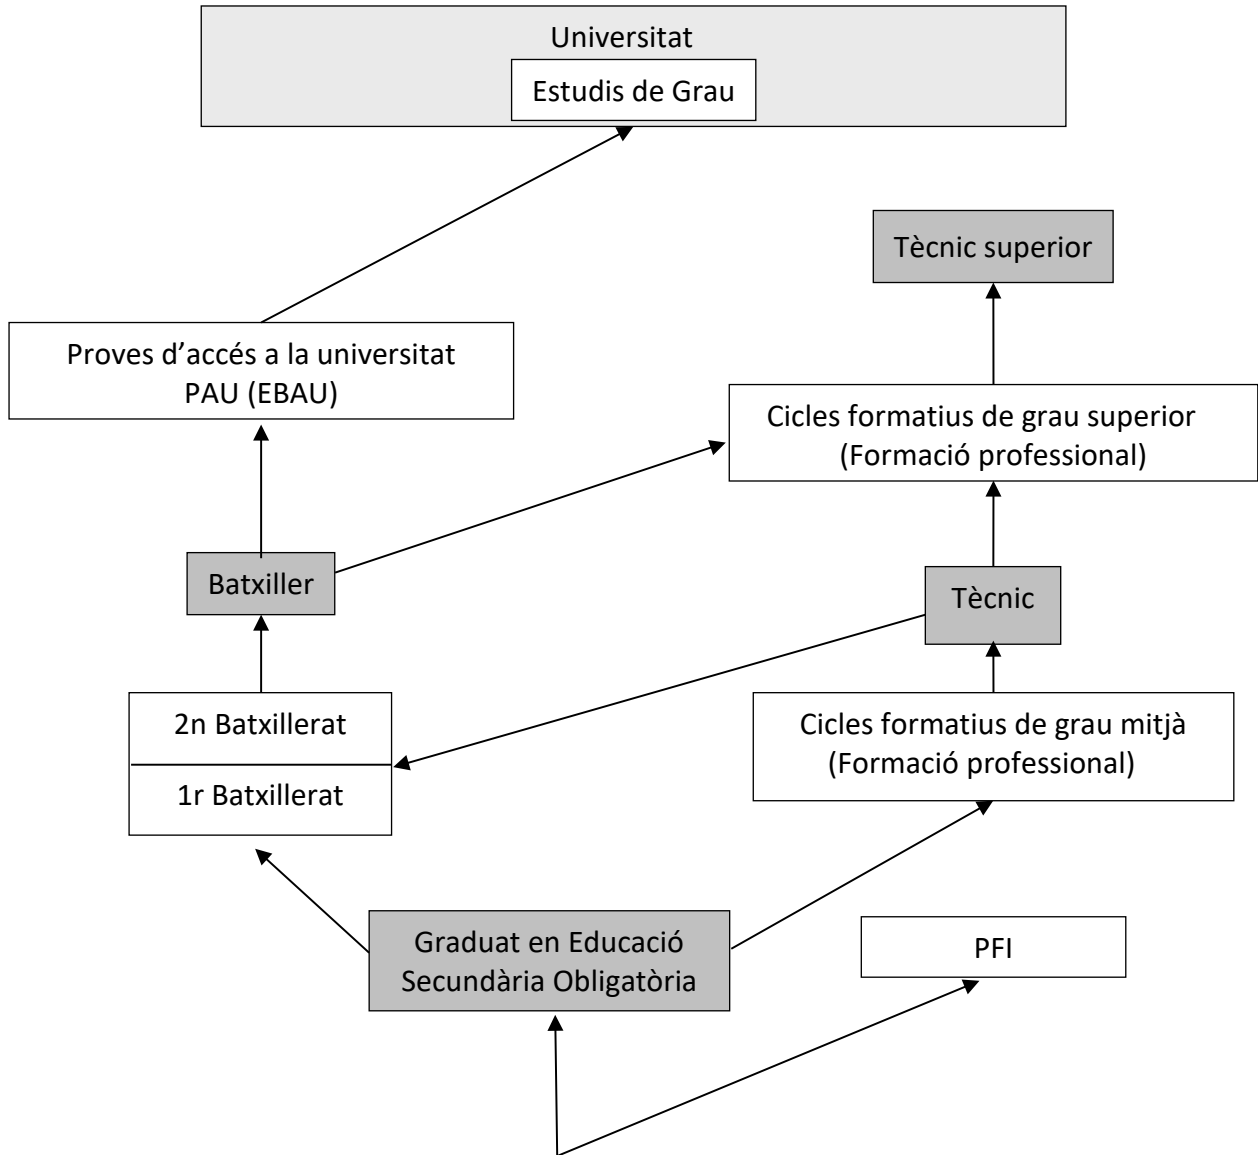 Universitat
Estudis de Grau
Tècnic superior
Proves d’accés a la universitat
PAU (EBAU)
Cicles formatius de grau superior
(Formació professional)
Batxiller
Tècnic
2n Batxillerat
1r Batxillerat
Cicles formatius de grau mitjà
(Formació professional)
Graduat en Educació
Secundària Obligatòria
PFI